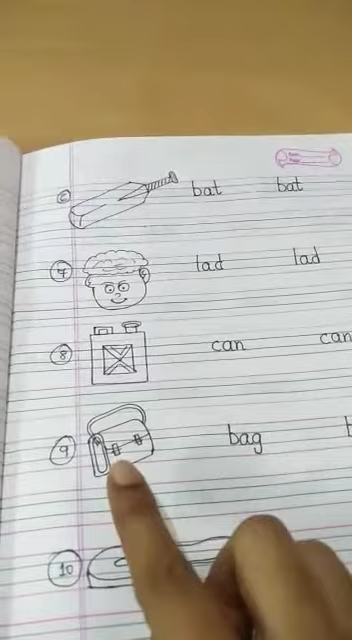 6 bat bat
7 lad lad
8 can can
9 bag
10